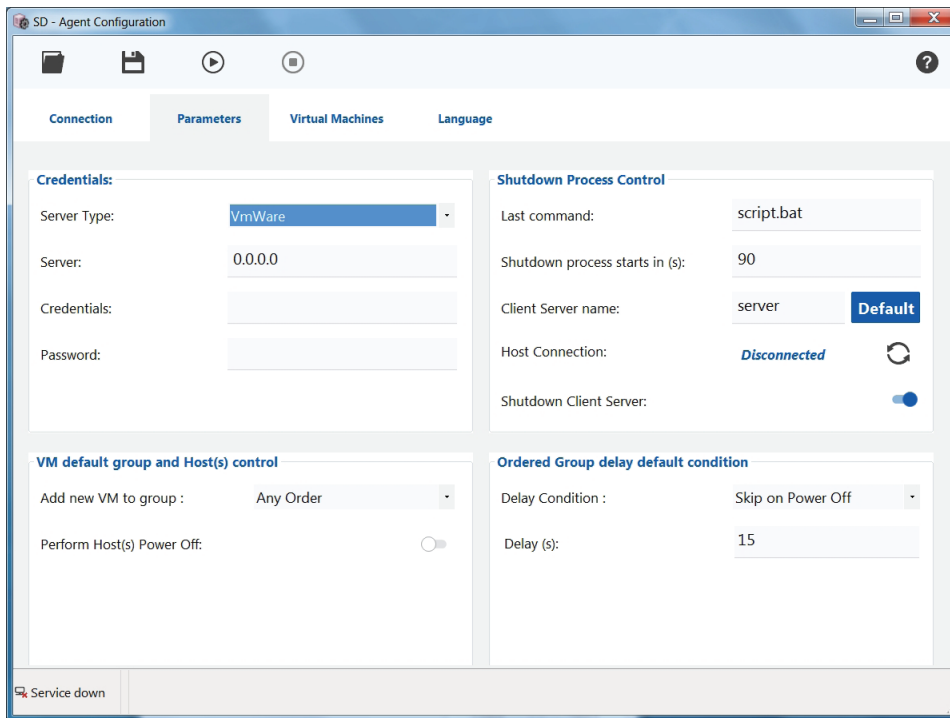 SD - Agent Configuration
?
Connection Parameters Virtual Machines Language
Credentials:
Server Type: VmWare
Server: 0.0.0.0
Credentials:
Password:
Shutdown Process Control
Last command: script.bat
Shutdown process starts in (s): 90
Client Server name: server Default
Host Connection: Disconnected
Shutdown Client Server:
VM default group and Host(s) control
Add new VM to group : Any Order
Perform Host(s) Power Off:
Ordered Group delay default condition
Delay Condition : Skip on Power Off
Delay (s): 15
Service down